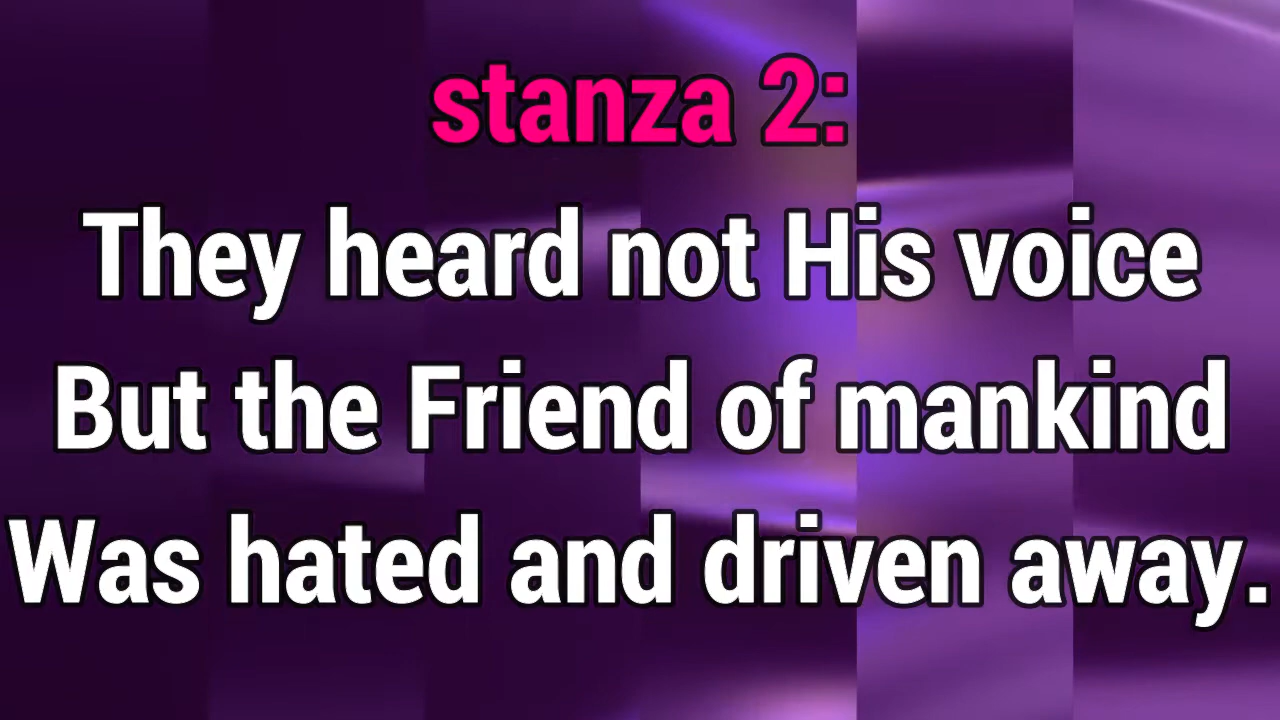 stanza 2:
They heard not His voice
But the Friend of mankind
Was hated and driven away.